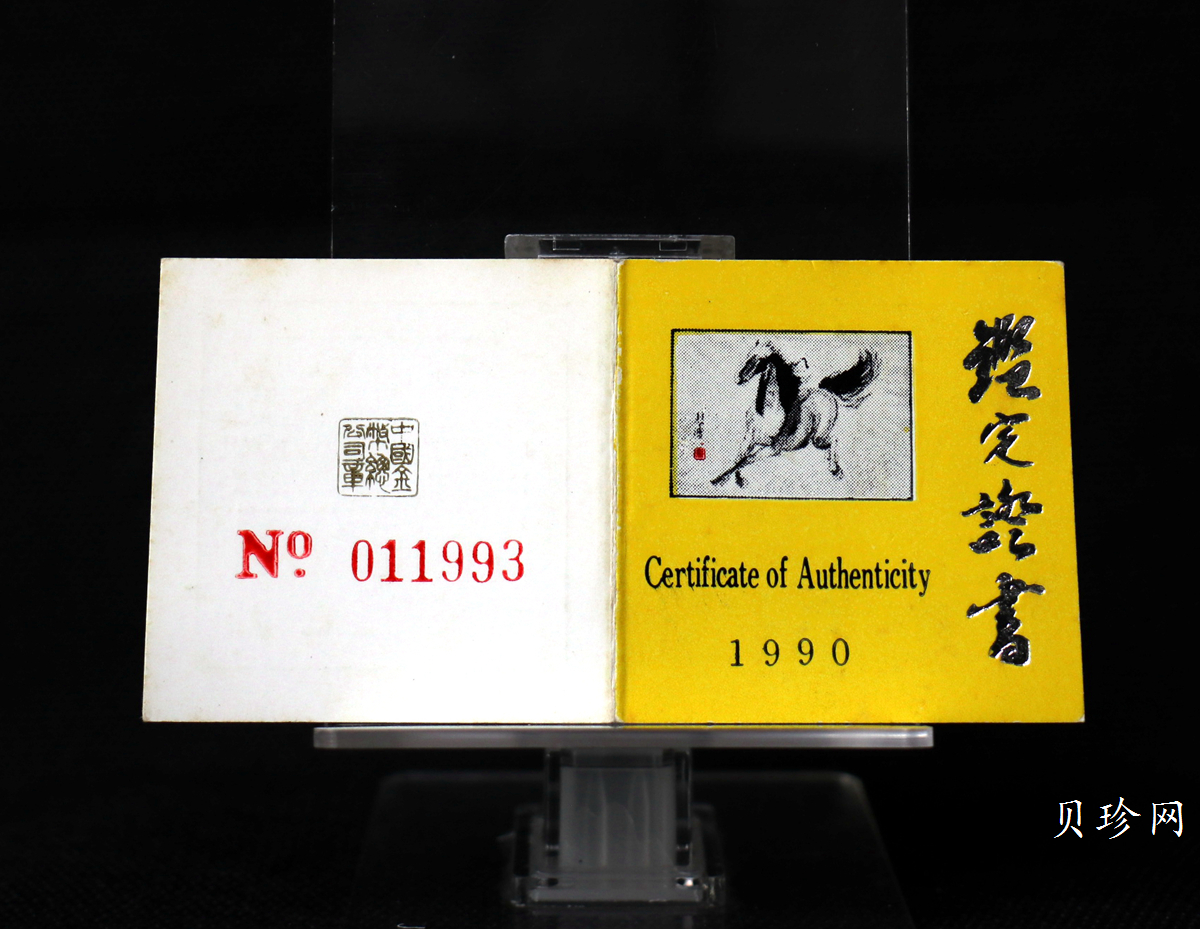 中國金
幣總
公司章
No. 011993
鑑定證書
Certificate of Authenticity
1990
贝珍网